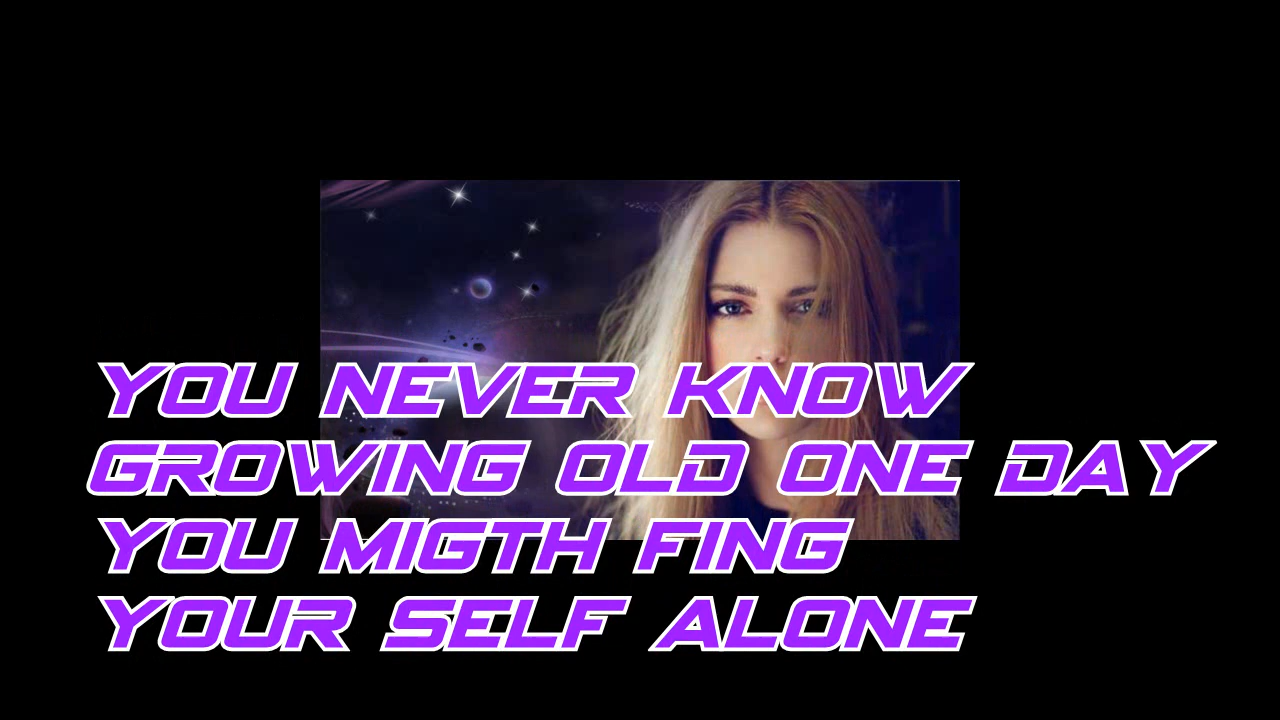 YOU NEVER KNOW
GROWING OLD ONE DAY
YOU MIGTH FING
YOUR SELF ALONE